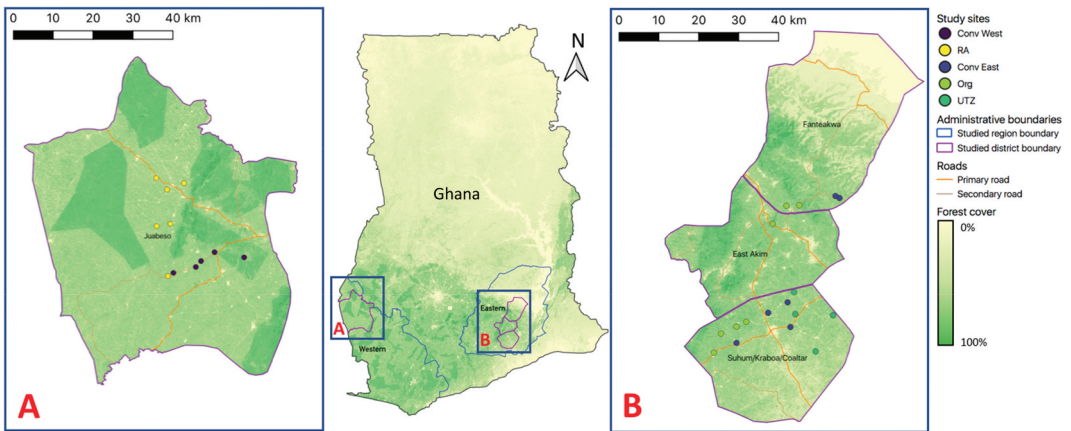 0 10 20 30 40 km
Juabeso
A
N
Ghana
A
Western
Eastern
B
0 10 20 30 40 km
Fanteakwa
East Akim
Suhum/Kraboa/Coaltar
B
Study sites
Conv West
RA
Conv East
Org
UTZ
Administrative boundaries
Studied region boundary
Studied district boundary
Roads
Primary road
Secondary road
Forest cover
0%
100%